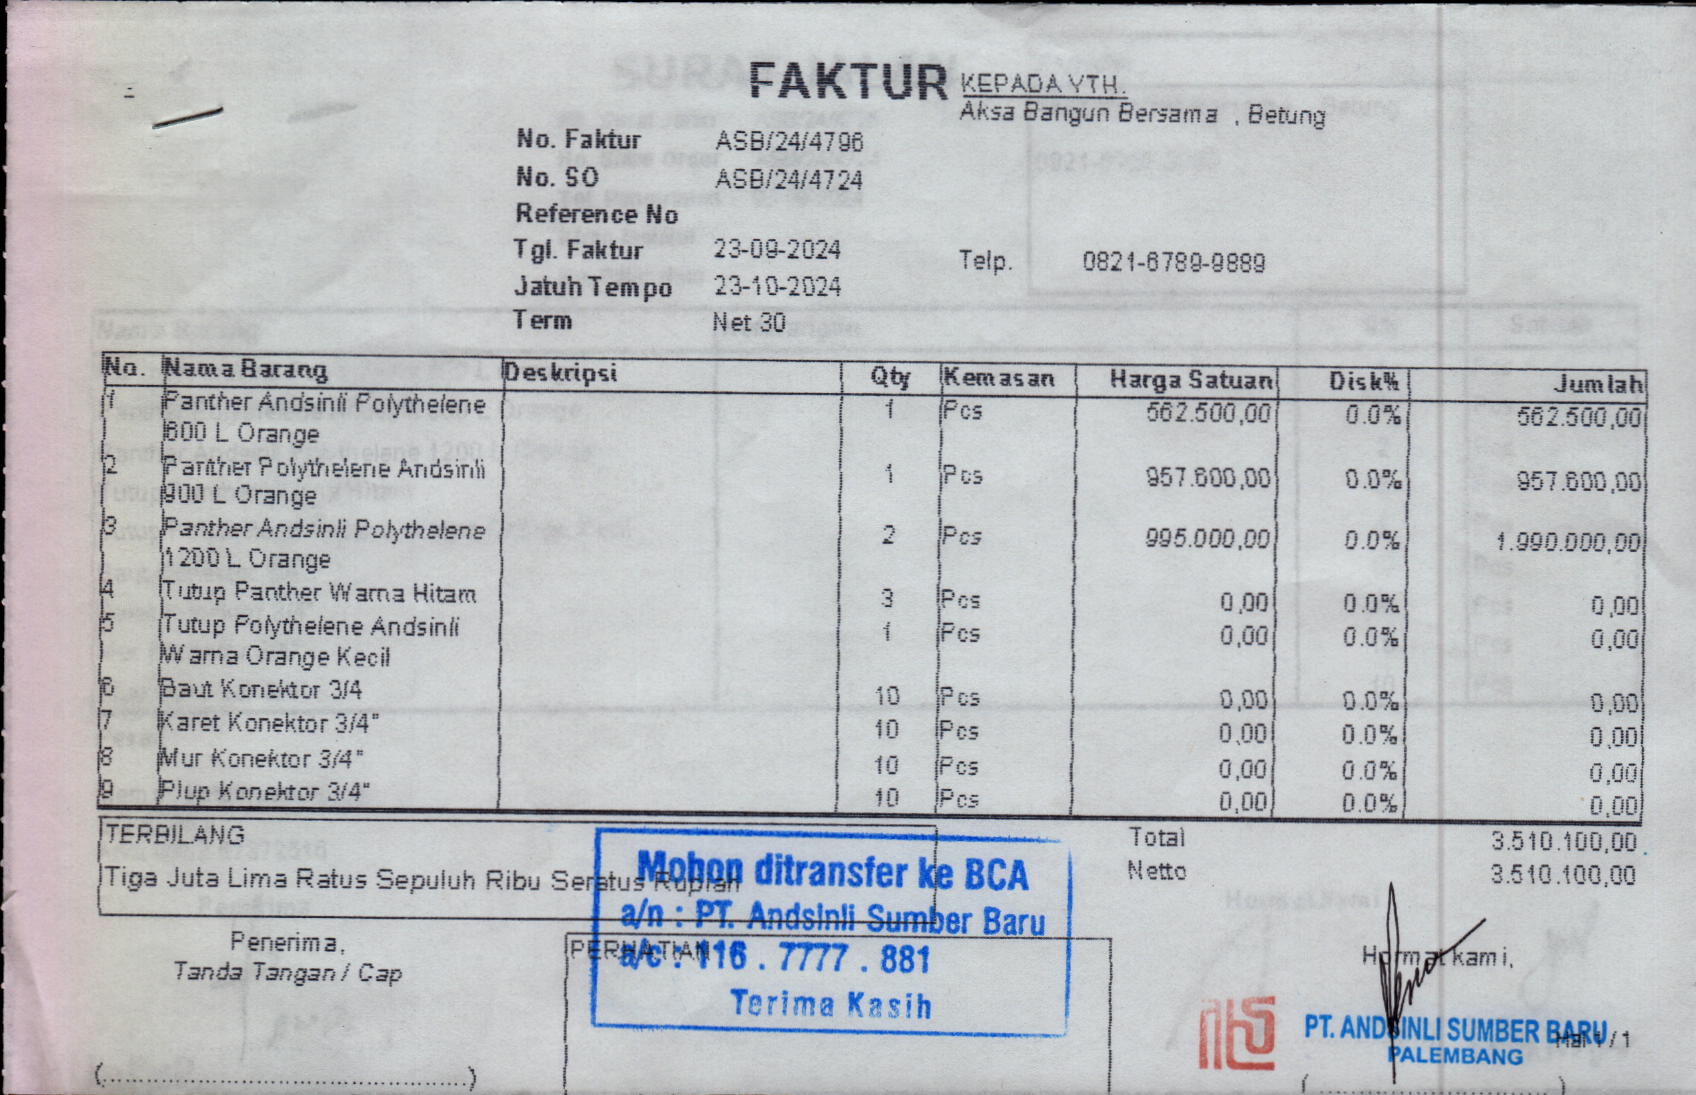 FAKTUR
KEPADA YTH.
Aksa Bangun Bersama , Betung
No. Faktur ASB/24/4796
No. SO ASB/24/4724
Reference No
Tgl. Faktur 23-09-2024
Telp. 0821-6789-9889
Jatuh Tempo 23-10-2024
Term Net 30
No. Nama Barang Deskripsi Qty Kemasan Harga Satuan Disk% Jumlah
1 Panther Andsinli Polythelene 1 Pcs 562.500,00 0.0% 562.500,00
600 L Orange
2 Panther Polythelene Andsinli 1 Pcs 957.600,00 0.0% 957.600,00
900 L Orange
3 Panther Andsinli Polythelene 2 Pcs 995.000,00 0.0% 1.990.000,00
1200 L Orange
4 Tutup Panther Warna Hitam 3 Pcs 0,00 0.0% 0,00
5 Tutup Polythelene Andsinli 1 Pcs 0,00 0.0% 0,00
Warna Orange Kecil
6 Baut Konektor 3/4 10 Pcs 0,00 0.0% 0,00
7 Karet Konektor 3/4" 10 Pcs 0,00 0.0% 0,00
8 Mur Konektor 3/4" 10 Pcs 0,00 0.0% 0,00
9 Plup Konektor 3/4" 10 Pcs 0,00 0.0% 0,00
TERBILANG
Tiga Juta Lima Ratus Sepuluh Ribu Seratus Rupiah
Total 3.510.100,00
Netto 3.510.100,00
Mohon ditransfer ke BCA
a/n : PT. Andsinli Sumber Baru
a/c : 116 . 7777 . 881
Terima Kasih
Penerima,
Tanda Tangan / Cap
PERHATIAN
Hormat kami,
PT. ANDSINLI SUMBER BARU
PALEMBANG
Hal 1 / 1